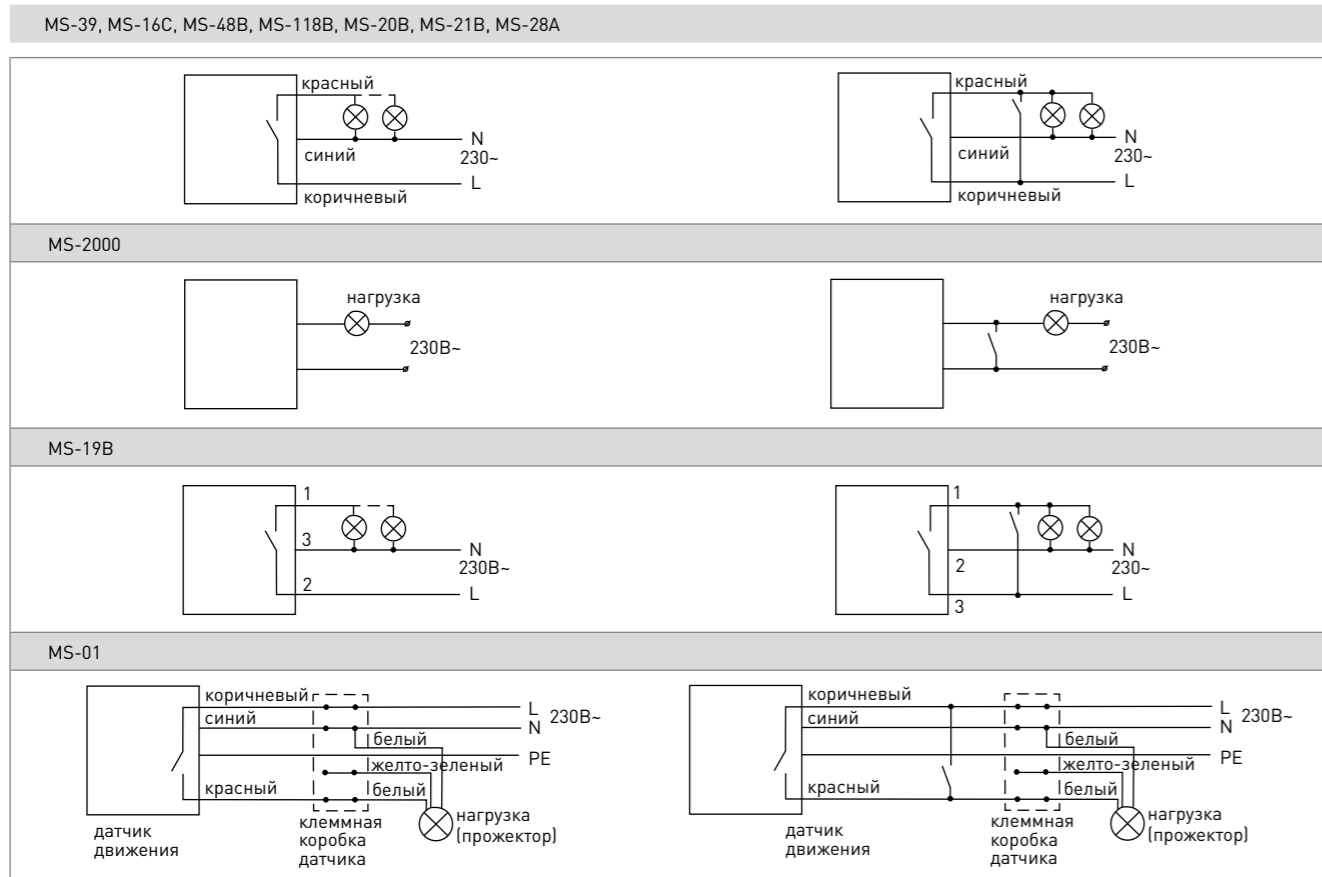 MS-39, MS-16C, MS-48B, MS-118B, MS-20B, MS-21B, MS-28A
красный
синий
коричневый
N
230~
L
красный
синий
коричневый
N
230~
L
MS-2000
нагрузка
230В~
нагрузка
230В~
MS-19B
1
3
2
N
230В~
L
1
2
3
N
230~
L
MS-01
коричневый
синий
белый
желто-зеленый
красный
белый
L
230В~
N
PE
датчик
движения
клеммная
коробка
датчика
нагрузка
(прожектор)
коричневый
синий
белый
желто-зеленый
красный
белый
L
230В~
N
PE
датчик
движения
клеммная
коробка
датчика
нагрузка
(прожектор)